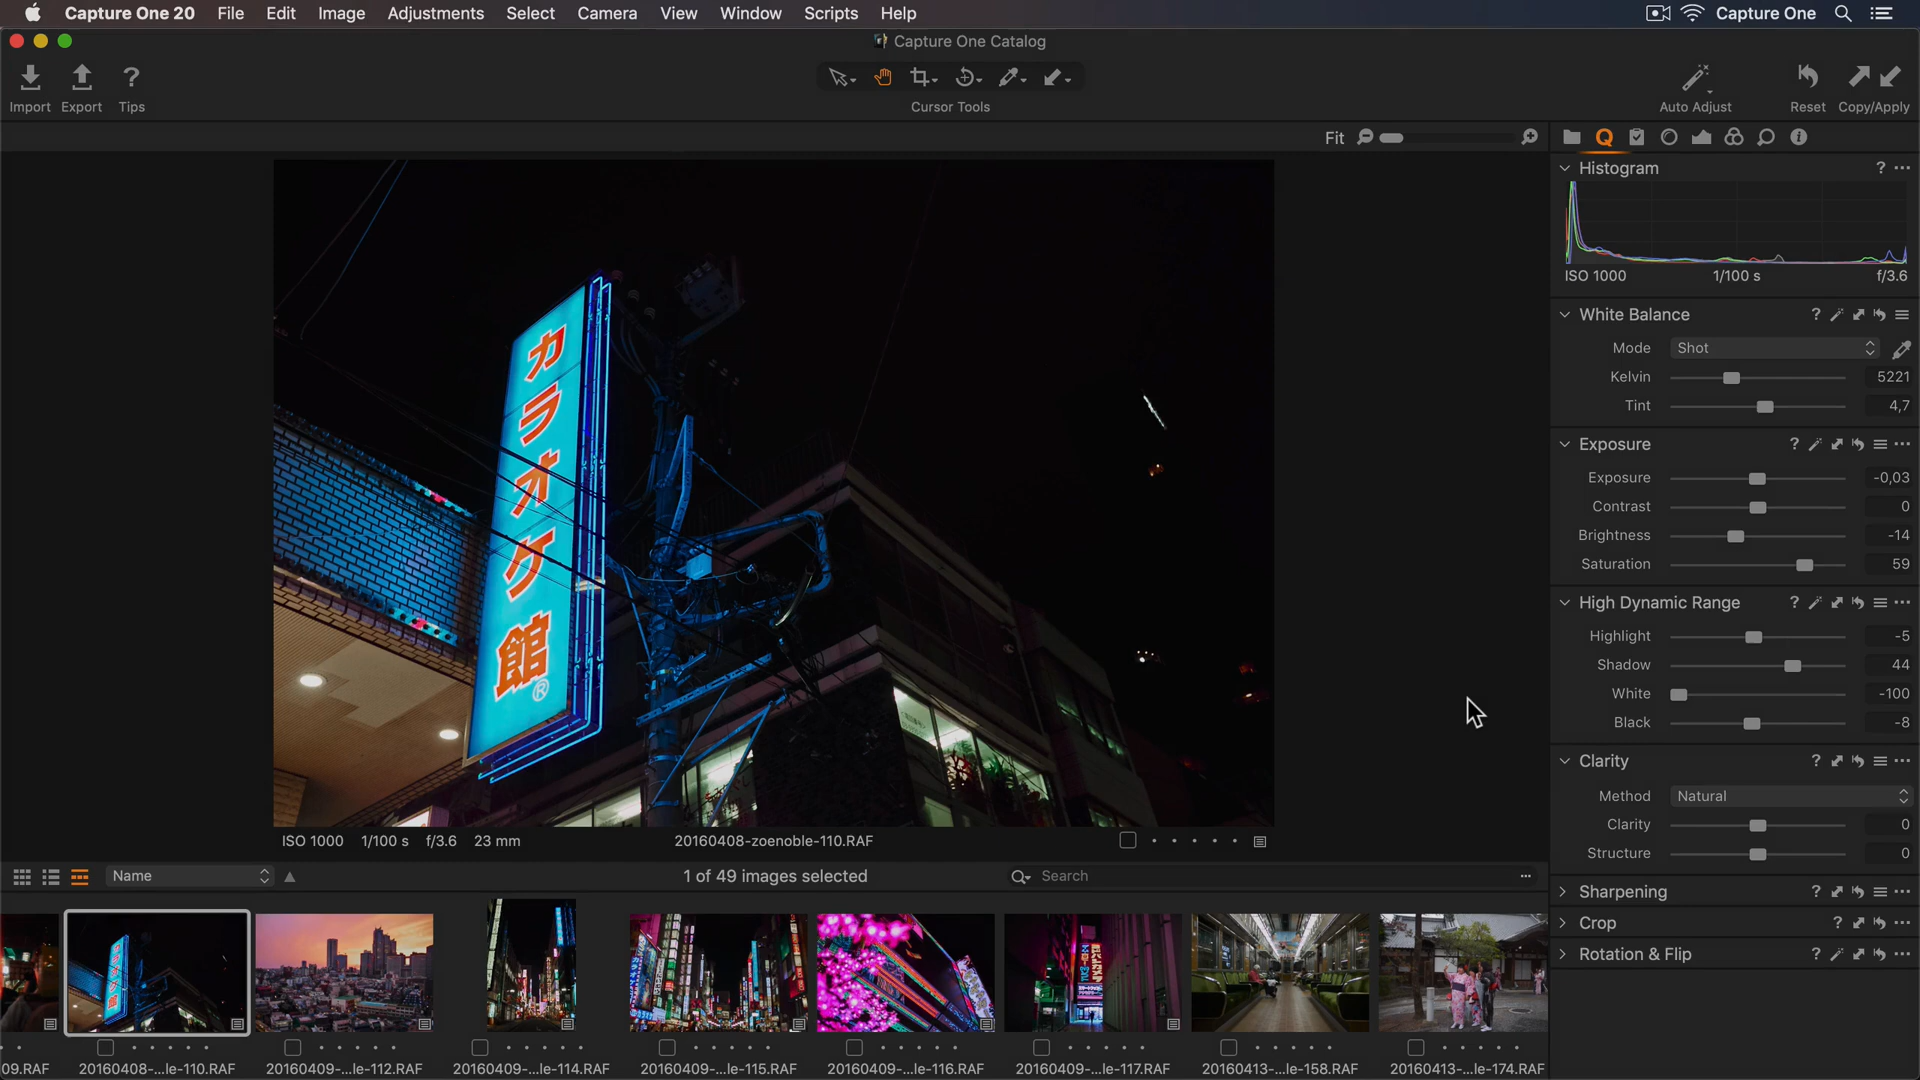 Capture One 20 File Edit Image Adjustments Select Camera View Window Scripts Help Capture One
Capture One Catalog
Import Export ? Tips Cursor Tools Auto Adjust Reset Copy/Apply
Fit
Histogram ?
ISO 1000 1/100 s f/3.6
White Balance ?
Mode Shot
Kelvin 5221
Tint 4,7
Exposure ?
Exposure -0,03
Contrast 0
Brightness -14
Saturation 59
High Dynamic Range ?
Highlight -5
Shadow 44
White -100
Black -8
Clarity ?
Method Natural
Clarity 0
Structure 0
Sharpening ?
Crop ?
Rotation & Flip ?
カラオケ館®
ISO 1000 1/100 s f/3.6 23 mm 20160408-zoenoble-110.RAF
Name 1 of 49 images selected Search
09.RAF 20160408-...le-110.RAF 20160409-...le-112.RAF 20160409-...le-114.RAF 20160409-...le-115.RAF 20160409-...le-116.RAF 20160409-...le-117.RAF 20160413-...le-158.RAF 20160413-...le-174.RAF